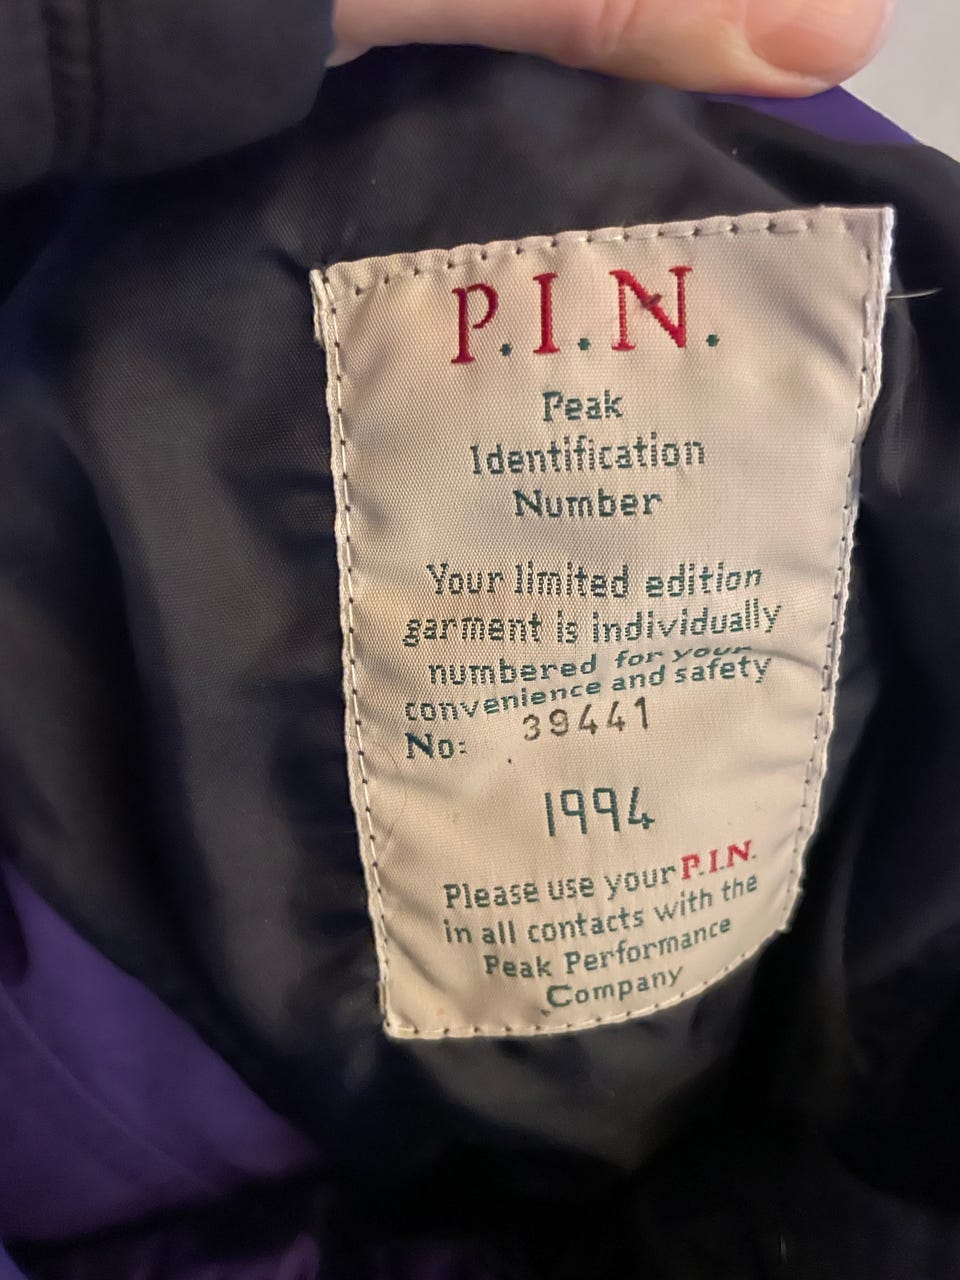 P.I.N.
Peak
Identification
Number
Your limited edition
garment is individually
numbered for your
convenience and safety
No: 39441
1994
Please use your P.I.N.
in all contacts with the
Peak Performance
Company